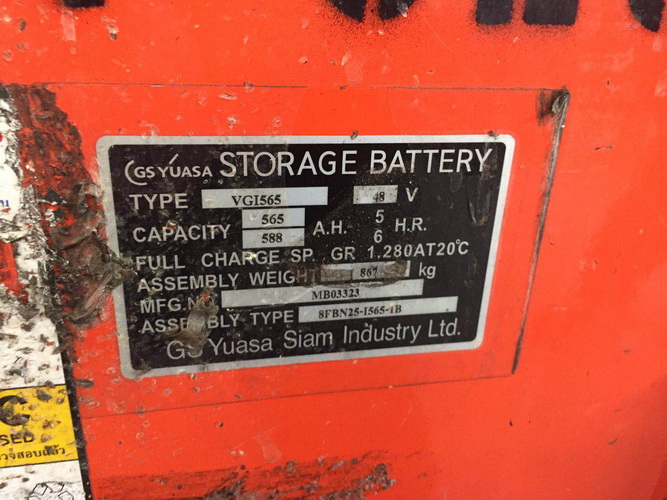 GS YUASA STORAGE BATTERY
TYPE VGI565 48 V
CAPACITY 565 588 A.H. 5 6 H.R.
FULL CHARGE SP. GR 1.280AT20℃
ASSEMBLY WEIGHT 867 kg
MFG.N MB03323
ASSEMBLY TYPE 8FBN25-I565-1B
GS Yuasa Siam Industry Ltd.
C
SED